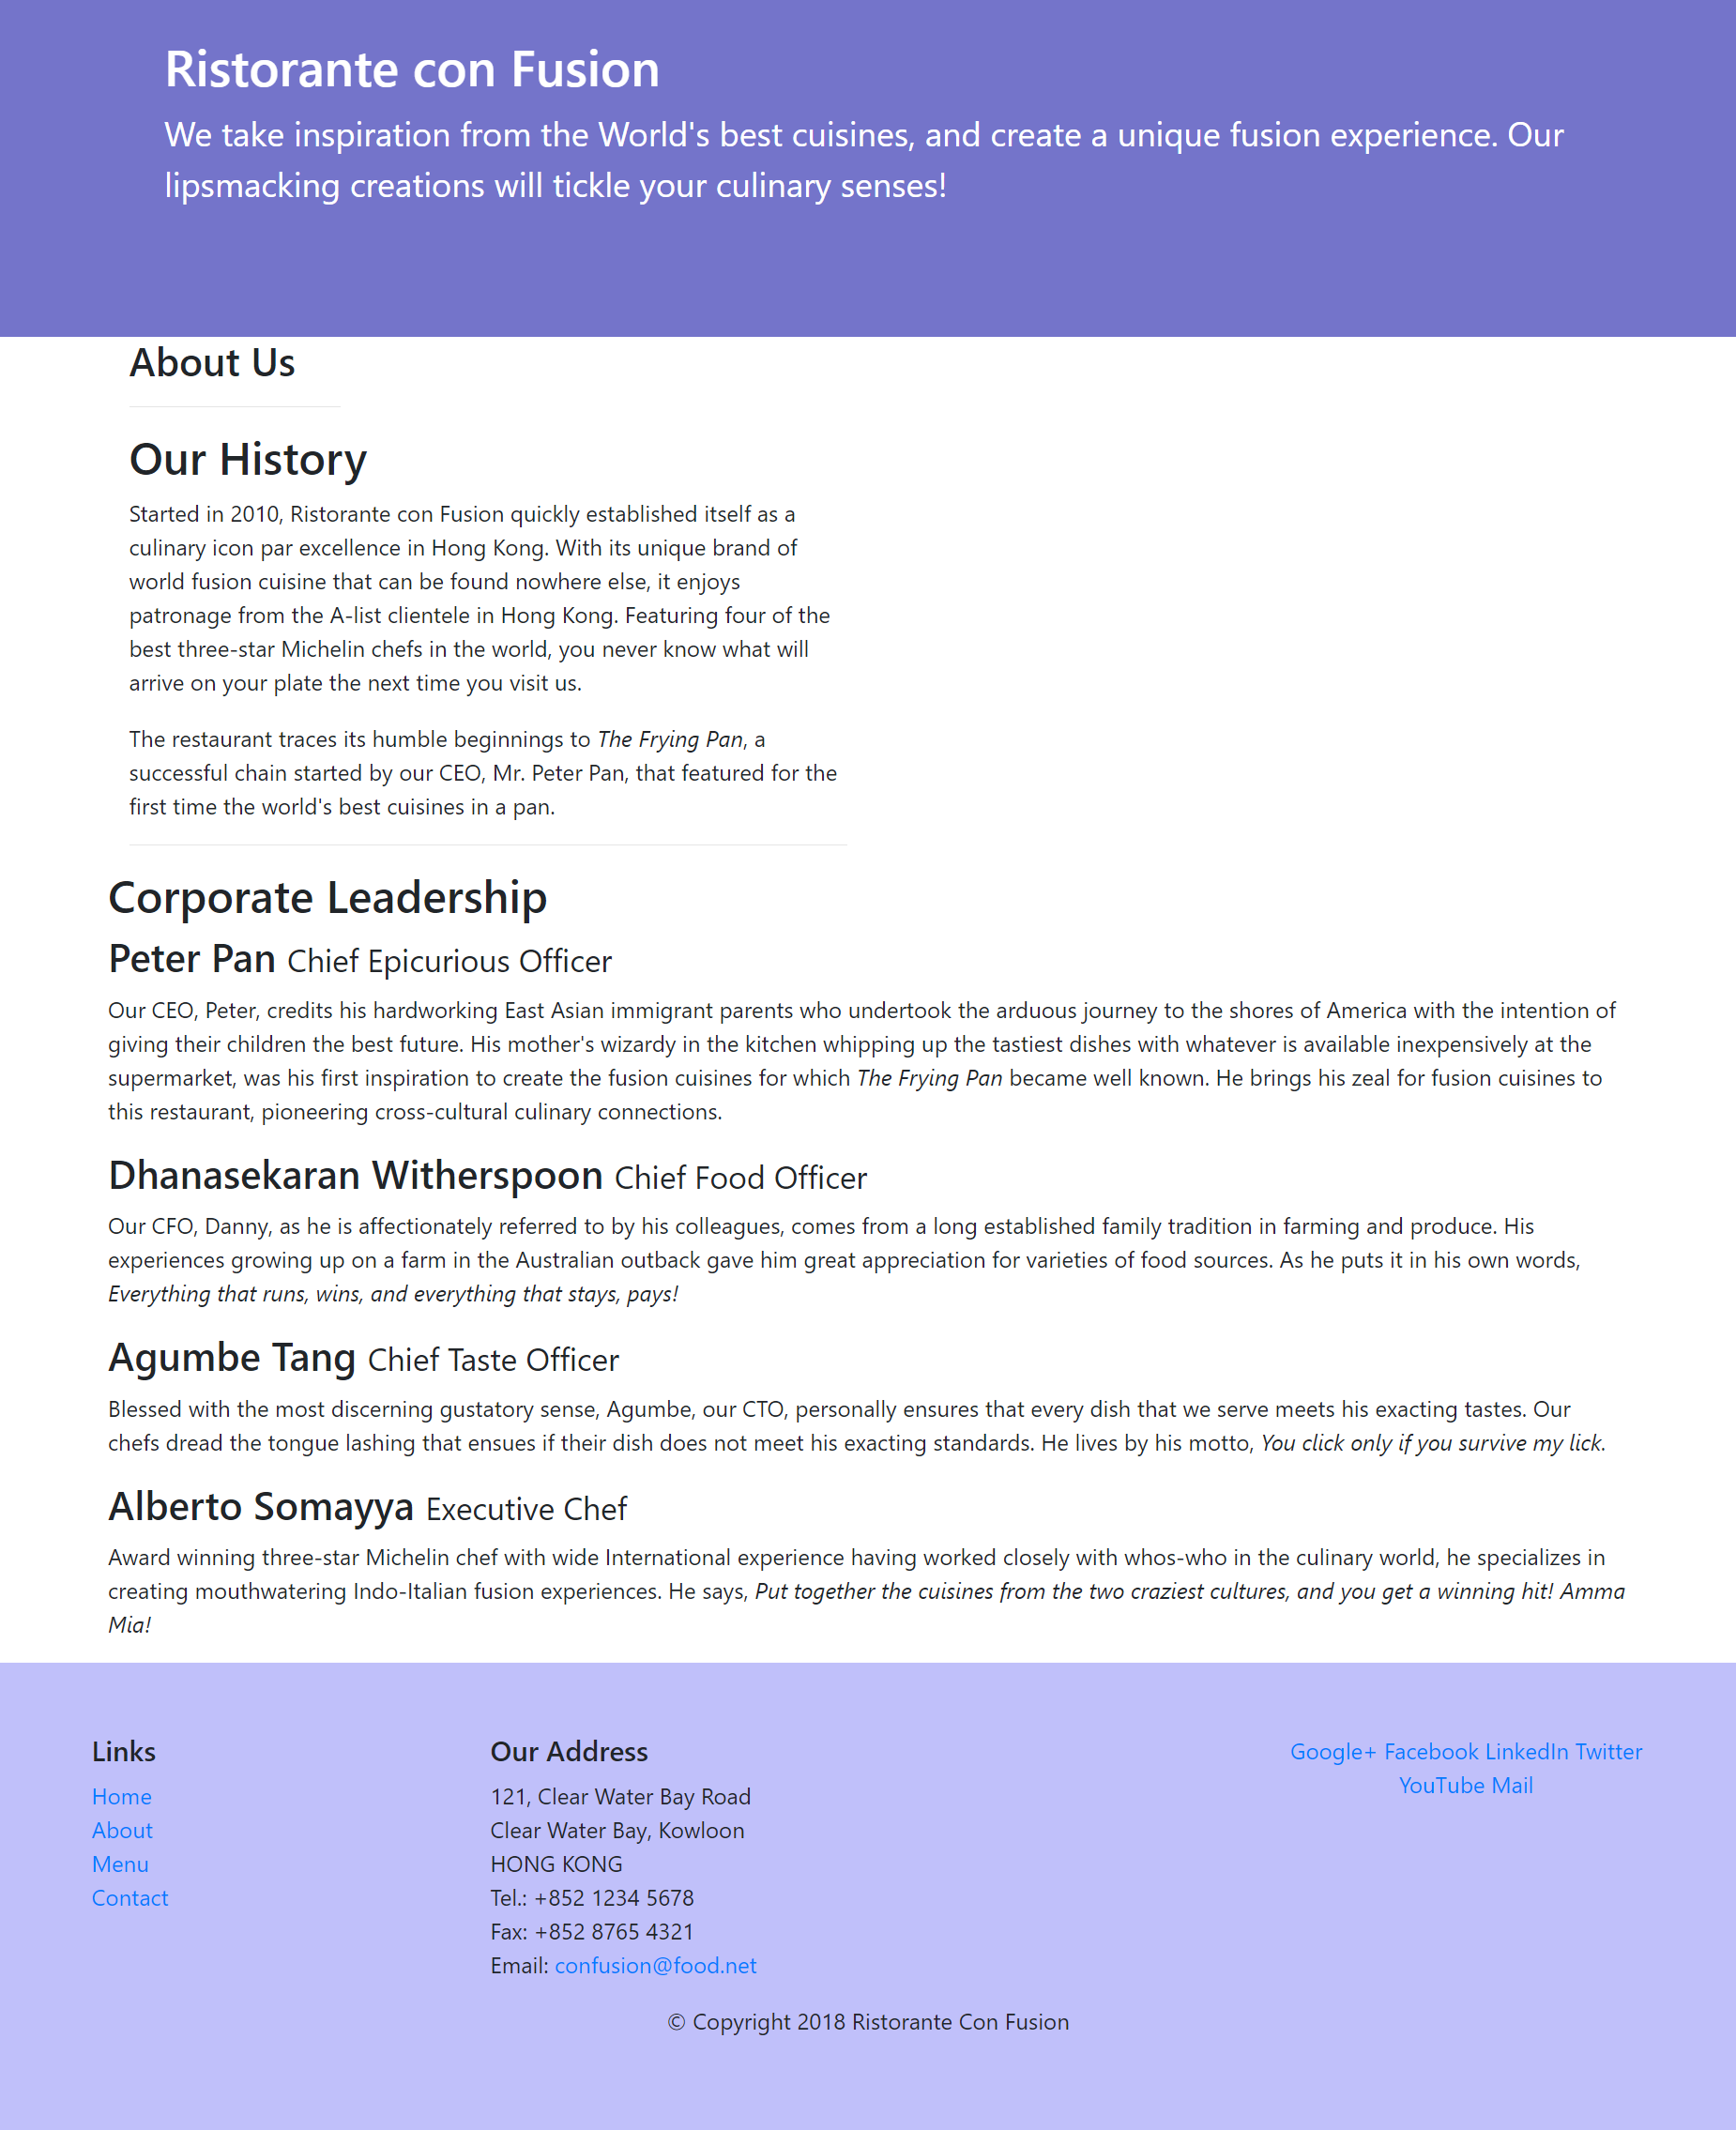 Ristorante con Fusion
We take inspiration from the World's best cuisines, and create a unique fusion experience. Our
lipsmacking creations will tickle your culinary senses!
About Us
Our History
Started in 2010, Ristorante con Fusion quickly established itself as a
culinary icon par excellence in Hong Kong. With its unique brand of
world fusion cuisine that can be found nowhere else, it enjoys
patronage from the A-list clientele in Hong Kong. Featuring four of the
best three-star Michelin chefs in the world, you never know what will
arrive on your plate the next time you visit us.
The restaurant traces its humble beginnings to The Frying Pan, a
successful chain started by our CEO, Mr. Peter Pan, that featured for the
first time the world's best cuisines in a pan.
Corporate Leadership
Peter Pan Chief Epicurious Officer
Our CEO, Peter, credits his hardworking East Asian immigrant parents who undertook the arduous journey to the shores of America with the intention of
giving their children the best future. His mother's wizardy in the kitchen whipping up the tastiest dishes with whatever is available inexpensively at the
supermarket, was his first inspiration to create the fusion cuisines for which The Frying Pan became well known. He brings his zeal for fusion cuisines to
this restaurant, pioneering cross-cultural culinary connections.
Dhanasekaran Witherspoon Chief Food Officer
Our CFO, Danny, as he is affectionately referred to by his colleagues, comes from a long established family tradition in farming and produce. His
experiences growing up on a farm in the Australian outback gave him great appreciation for varieties of food sources. As he puts it in his own words,
Everything that runs, wins, and everything that stays, pays!
Agumbe Tang Chief Taste Officer
Blessed with the most discerning gustatory sense, Agumbe, our CTO, personally ensures that every dish that we serve meets his exacting tastes. Our
chefs dread the tongue lashing that ensues if their dish does not meet his exacting standards. He lives by his motto, You click only if you survive my lick.
Alberto Somayya Executive Chef
Award winning three-star Michelin chef with wide International experience having worked closely with whos-who in the culinary world, he specializes in
creating mouthwatering Indo-Italian fusion experiences. He says, Put together the cuisines from the two craziest cultures, and you get a winning hit! Amma
Mia!
Links
Home
About
Menu
Contact
Our Address
121, Clear Water Bay Road
Clear Water Bay, Kowloon
HONG KONG
Tel.: +852 1234 5678
Fax: +852 8765 4321
Email: confusion@food.net
Google+ Facebook LinkedIn Twitter
YouTube Mail
© Copyright 2018 Ristorante Con Fusion